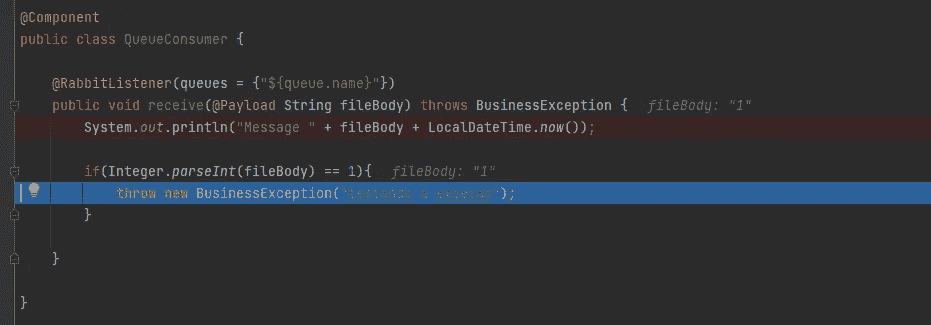 @Component
public class QueueConsumer {
@RabbitListener(queues = {"${queue.name}"})
public void receive(@Payload String fileBody) throws BusinessException { fileBody: "1"
System.out.println("Message " + fileBody + LocalDateTime.now());
if(Integer.parseInt(fileBody) == 1){ fileBody: "1"
throw new BusinessException(" a ");
}
}
}